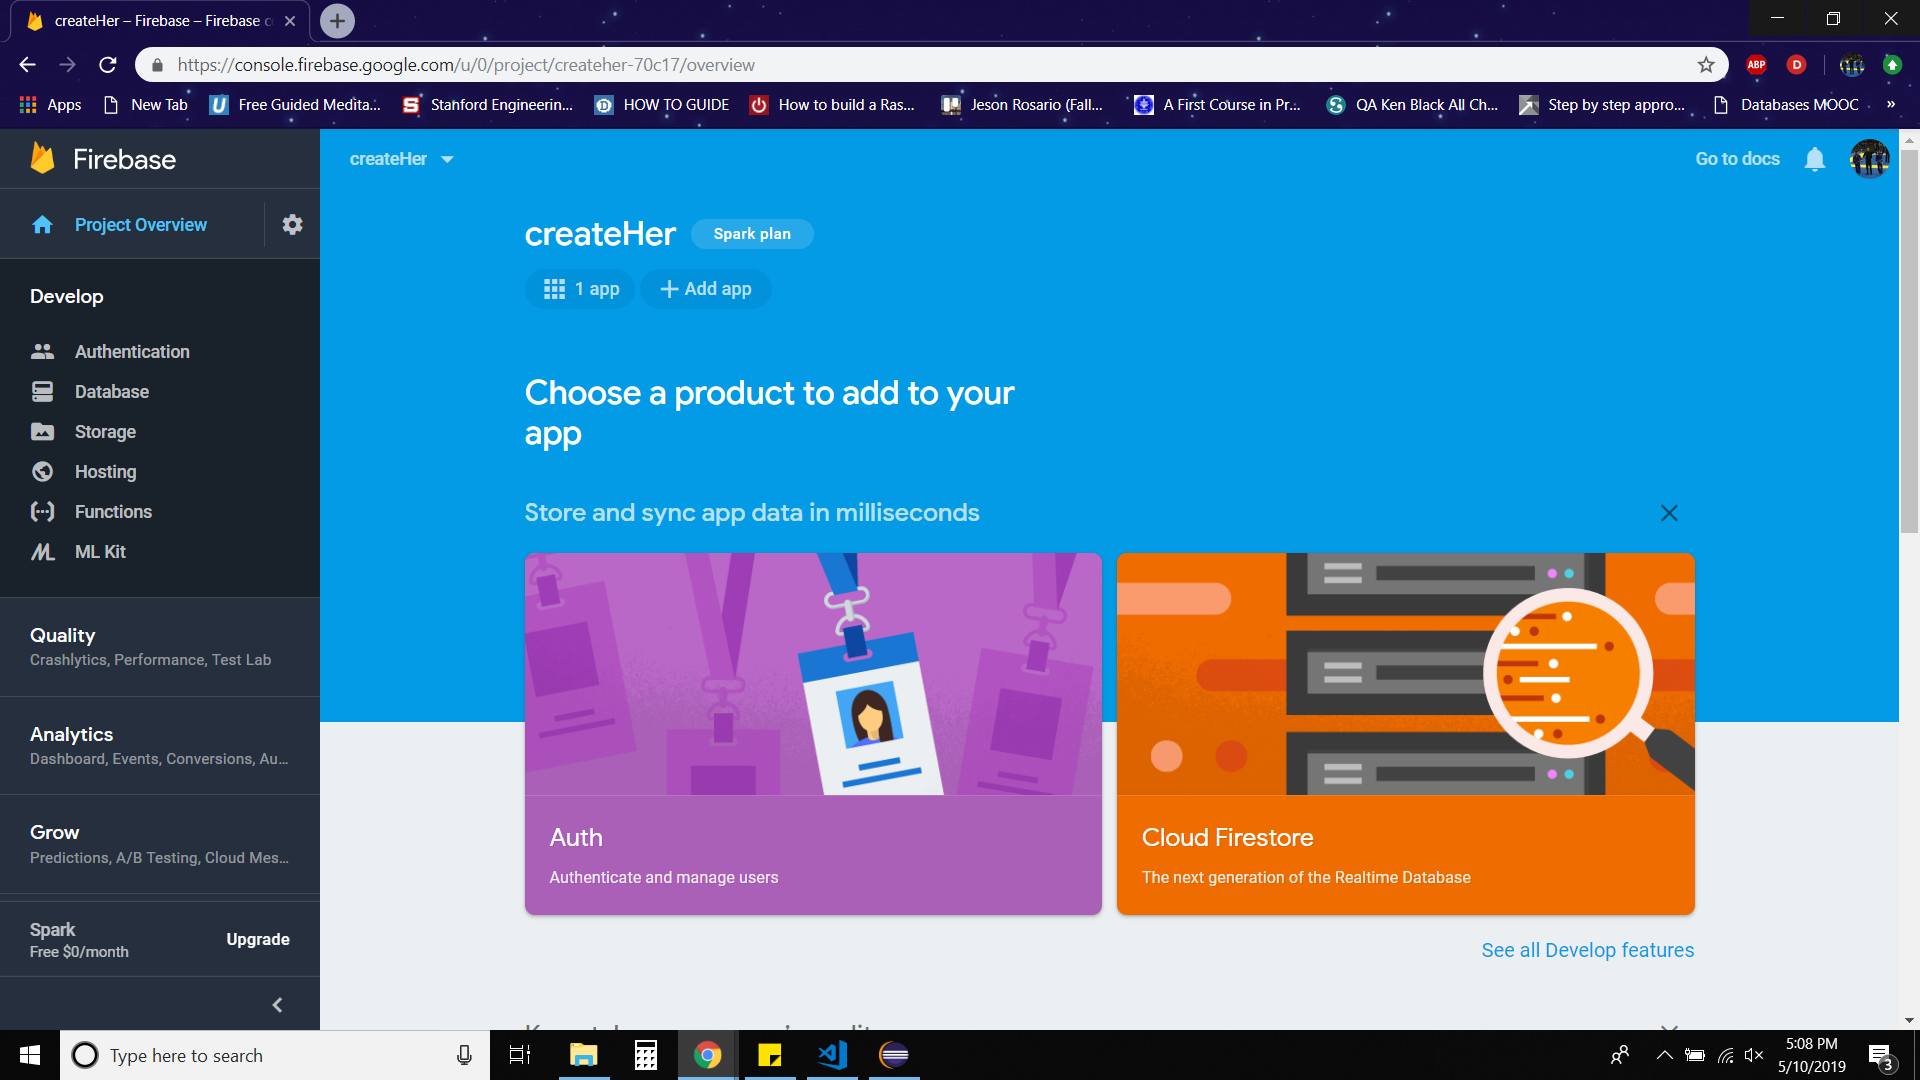 createHer – Firebase – Firebase c
https://console.firebase.google.com/u/0/project/createher-70c17/overview
ABP
D
Apps
New Tab
Free Guided Medita...
Stanford Engineerin...
HOW TO GUIDE
How to build a Ras...
Jeson Rosario (Fall...
A First Course in Pr...
QA Ken Black All Ch...
Step by step appro...
Databases MOOC
»
Firebase
createHer
Go to docs
Project Overview
createHer
Spark plan
1 app
+ Add app
Develop
Authentication
Database
Storage
Hosting
Functions
ML Kit
Choose a product to add to your
app
Store and sync app data in milliseconds
Quality
Crashlytics, Performance, Test Lab
Analytics
Dashboard, Events, Conversions, Au...
Grow
Predictions, A/B Testing, Cloud Mes...
Auth
Authenticate and manage users
Cloud Firestore
The next generation of the Realtime Database
Spark
Free $0/month
Upgrade
See all Develop features
Type here to search
5:08 PM
5/10/2019
3